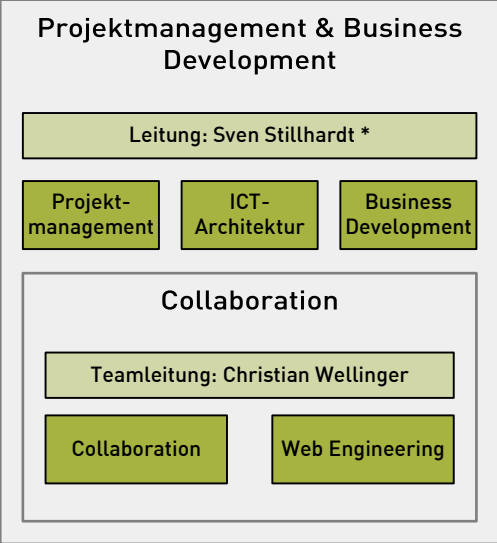 Projektmanagement & Business
Development
Leitung: Sven Stillhardt *
Projekt-
management
ICT-
Architektur
Business
Development
Collaboration
Teamleitung: Christian Wellinger
Collaboration
Web Engineering